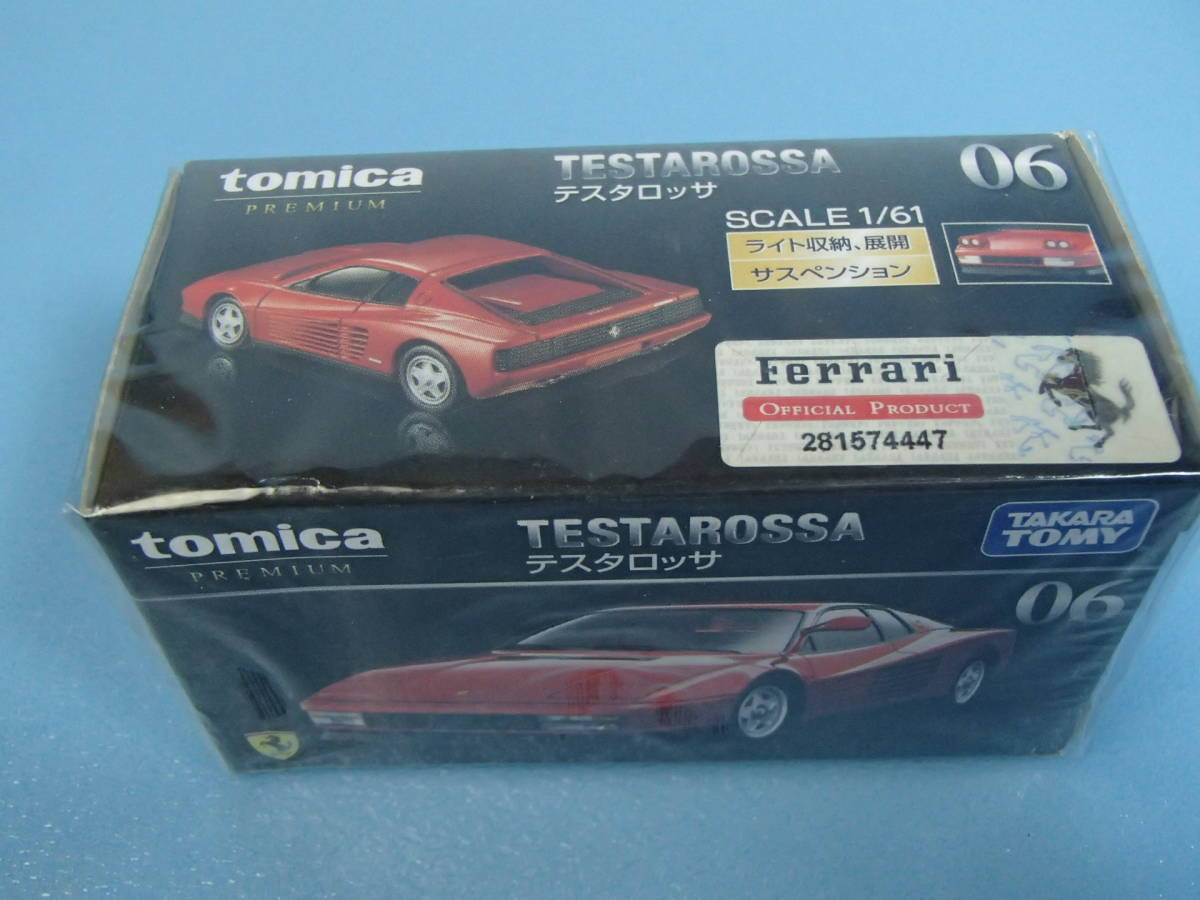 tomica
PREMIUM
TESTAROSSA
テスタロッサ
06
SCALE 1/61
ライト収納、展開
サスペンション
Ferrari
OFFICIAL PRODUCT
281574447
tomica
PREMIUM
TESTAROSSA
テスタロッサ
TAKARA
TOMY
06